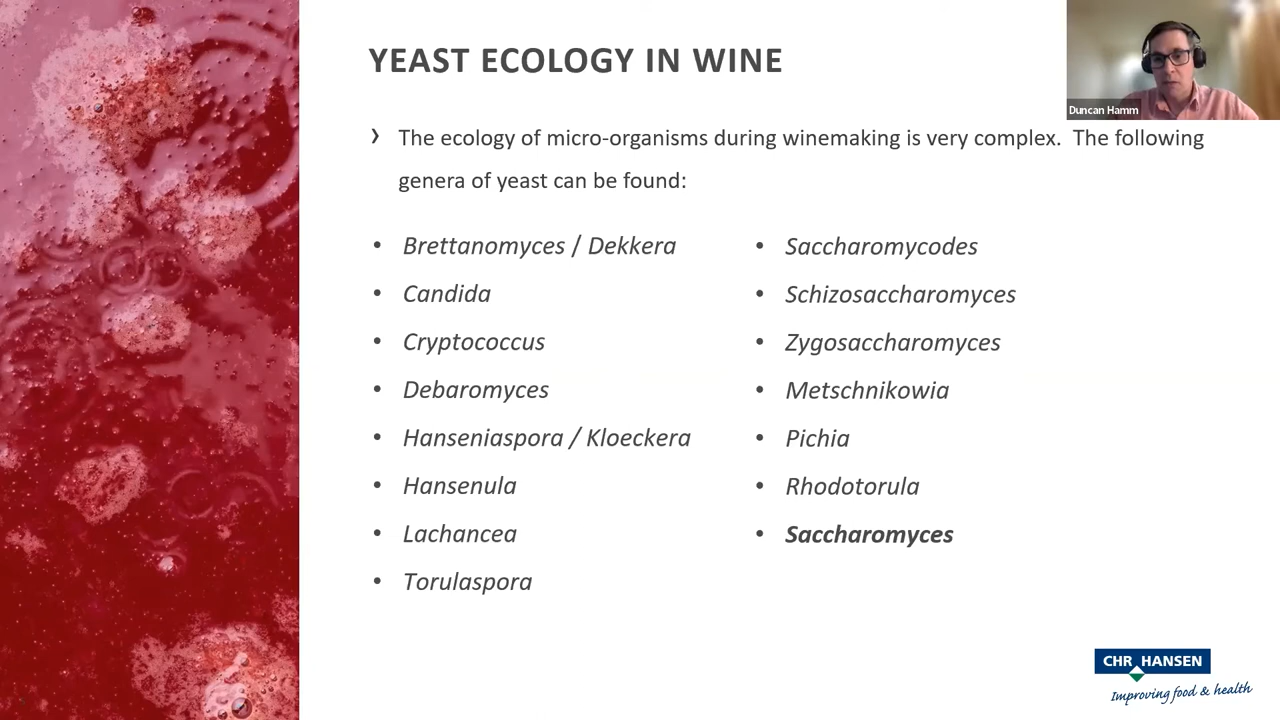 YEAST ECOLOGY IN WINE
Duncan Hamm
› The ecology of micro-organisms during winemaking is very complex. The following
genera of yeast can be found:
• Brettanomyces / Dekkera
• Candida
• Cryptococcus
• Debaromyces
• Hanseniaspora / Kloeckera
• Hansenula
• Lachancea
• Torulaspora
• Saccharomycodes
• Schizosaccharomyces
• Zygosaccharomyces
• Metschnikowia
• Pichia
• Rhodotorula
• Saccharomyces
CHR HANSEN
Improving food & health